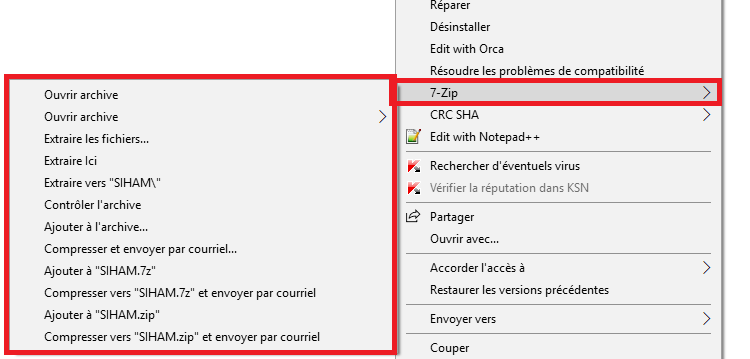 Réparer
Désinstaller
Edit with Orca
Résoudre les problèmes de compatibilité
7-Zip
CRC SHA
Edit with Notepad++
Rechercher d'éventuels virus
Vérifier la réputation dans KSN
Partager
Ouvrir avec...
Accorder l'accès à
Restaurer les versions précédentes
Envoyer vers
Couper
Ouvrir archive
Ouvrir archive
Extraire les fichiers...
Extraire Ici
Extraire vers "SIHAM\"
Contrôler l'archive
Ajouter à l'archive...
Compresser et envoyer par courriel...
Ajouter à "SIHAM.7z"
Compresser vers "SIHAM.7z" et envoyer par courriel
Ajouter à "SIHAM.zip"
Compresser vers "SIHAM.zip" et envoyer par courriel